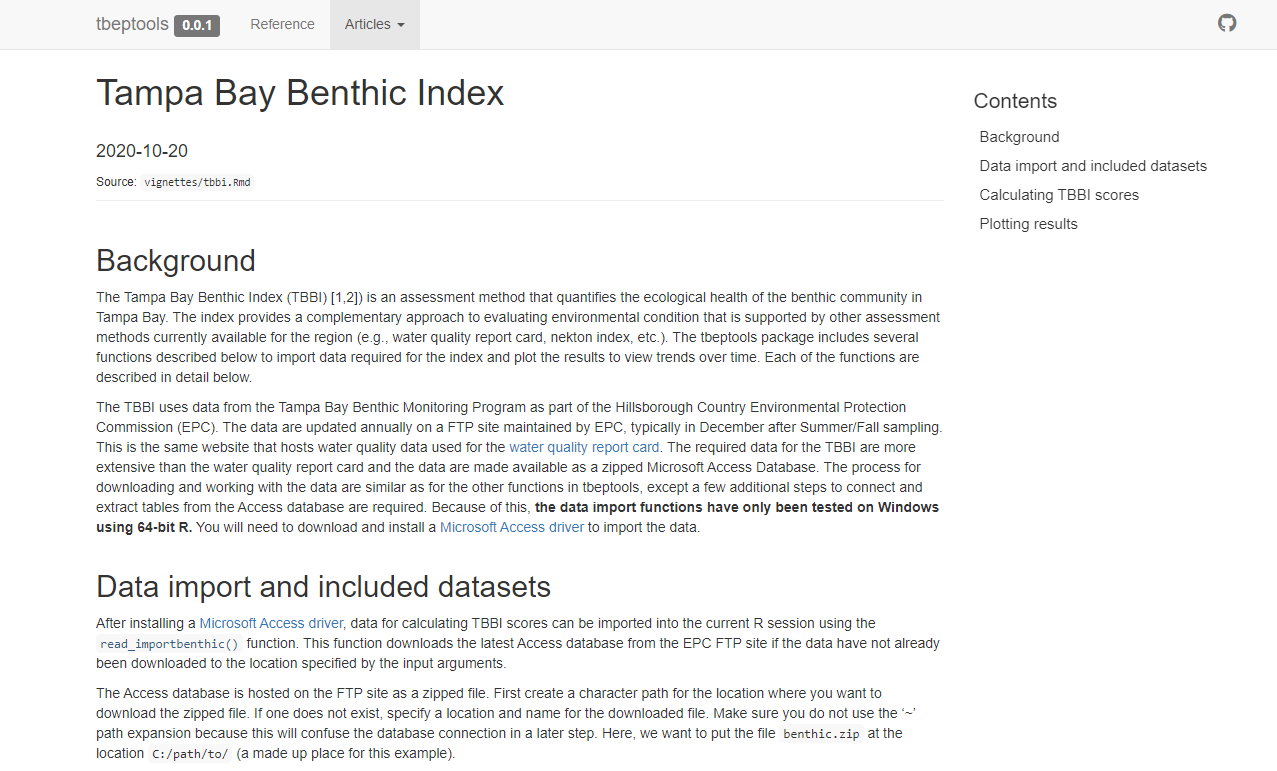 tbeptools 0.0.1 Reference Articles
Tampa Bay Benthic Index
2020-10-20
Source: vignettes/tbbi.Rmd
Contents
Background
Data import and included datasets
Calculating TBBI scores
Plotting results
Background
The Tampa Bay Benthic Index (TBBI) [1,2]) is an assessment method that quantifies the ecological health of the benthic community in
Tampa Bay. The index provides a complementary approach to evaluating environmental condition that is supported by other assessment
methods currently available for the region (e.g., water quality report card, nekton index, etc.). The tbeptools package includes several
functions described below to import data required for the index and plot the results to view trends over time. Each of the functions are
described in detail below.
The TBBI uses data from the Tampa Bay Benthic Monitoring Program as part of the Hillsborough Country Environmental Protection
Commission (EPC). The data are updated annually on a FTP site maintained by EPC, typically in December after Summer/Fall sampling.
This is the same website that hosts water quality data used for the water quality report card. The required data for the TBBI are more
extensive than the water quality report card and the data are made available as a zipped Microsoft Access Database. The process for
downloading and working with the data are similar as for the other functions in tbeptools, except a few additional steps to connect and
extract tables from the Access database are required. Because of this, the data import functions have only been tested on Windows
using 64-bit R. You will need to download and install a Microsoft Access driver to import the data.
Data import and included datasets
After installing a Microsoft Access driver, data for calculating TBBI scores can be imported into the current R session using the
read_importbenthic() function. This function downloads the latest Access database from the EPC FTP site if the data have not already
been downloaded to the location specified by the input arguments.
The Access database is hosted on the FTP site as a zipped file. First create a character path for the location where you want to
download the zipped file. If one does not exist, specify a location and name for the downloaded file. Make sure you do not use the ‘~’
path expansion because this will confuse the database connection in a later step. Here, we want to put the file benthic.zip at the
location C:/path/to/ (a made up place for this example).